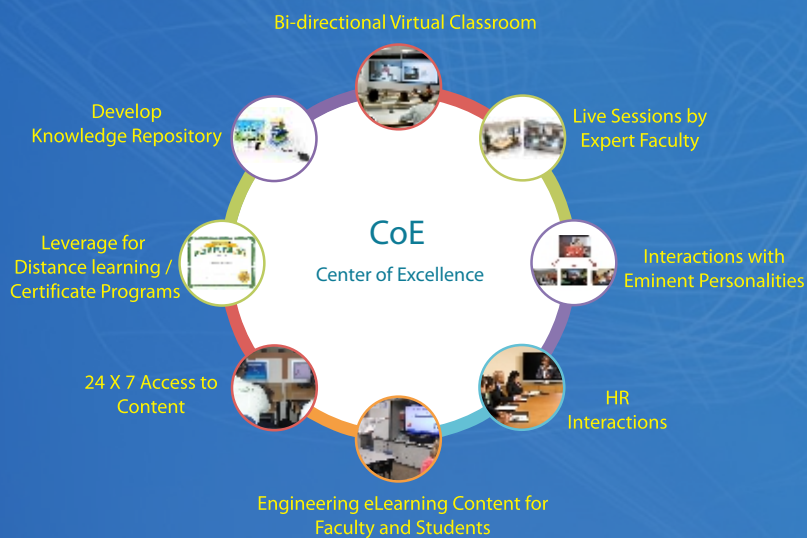 Bi-directional Virtual Classroom
Live Sessions by
Expert Faculty
Interactions with
Eminent Personalities
HR
Interactions
Engineering eLearning Content for
Faculty and Students
24 X 7 Access to
Content
Leverage for
Distance learning /
Certificate Programs
Develop
Knowledge Repository
CoE
Center of Excellence